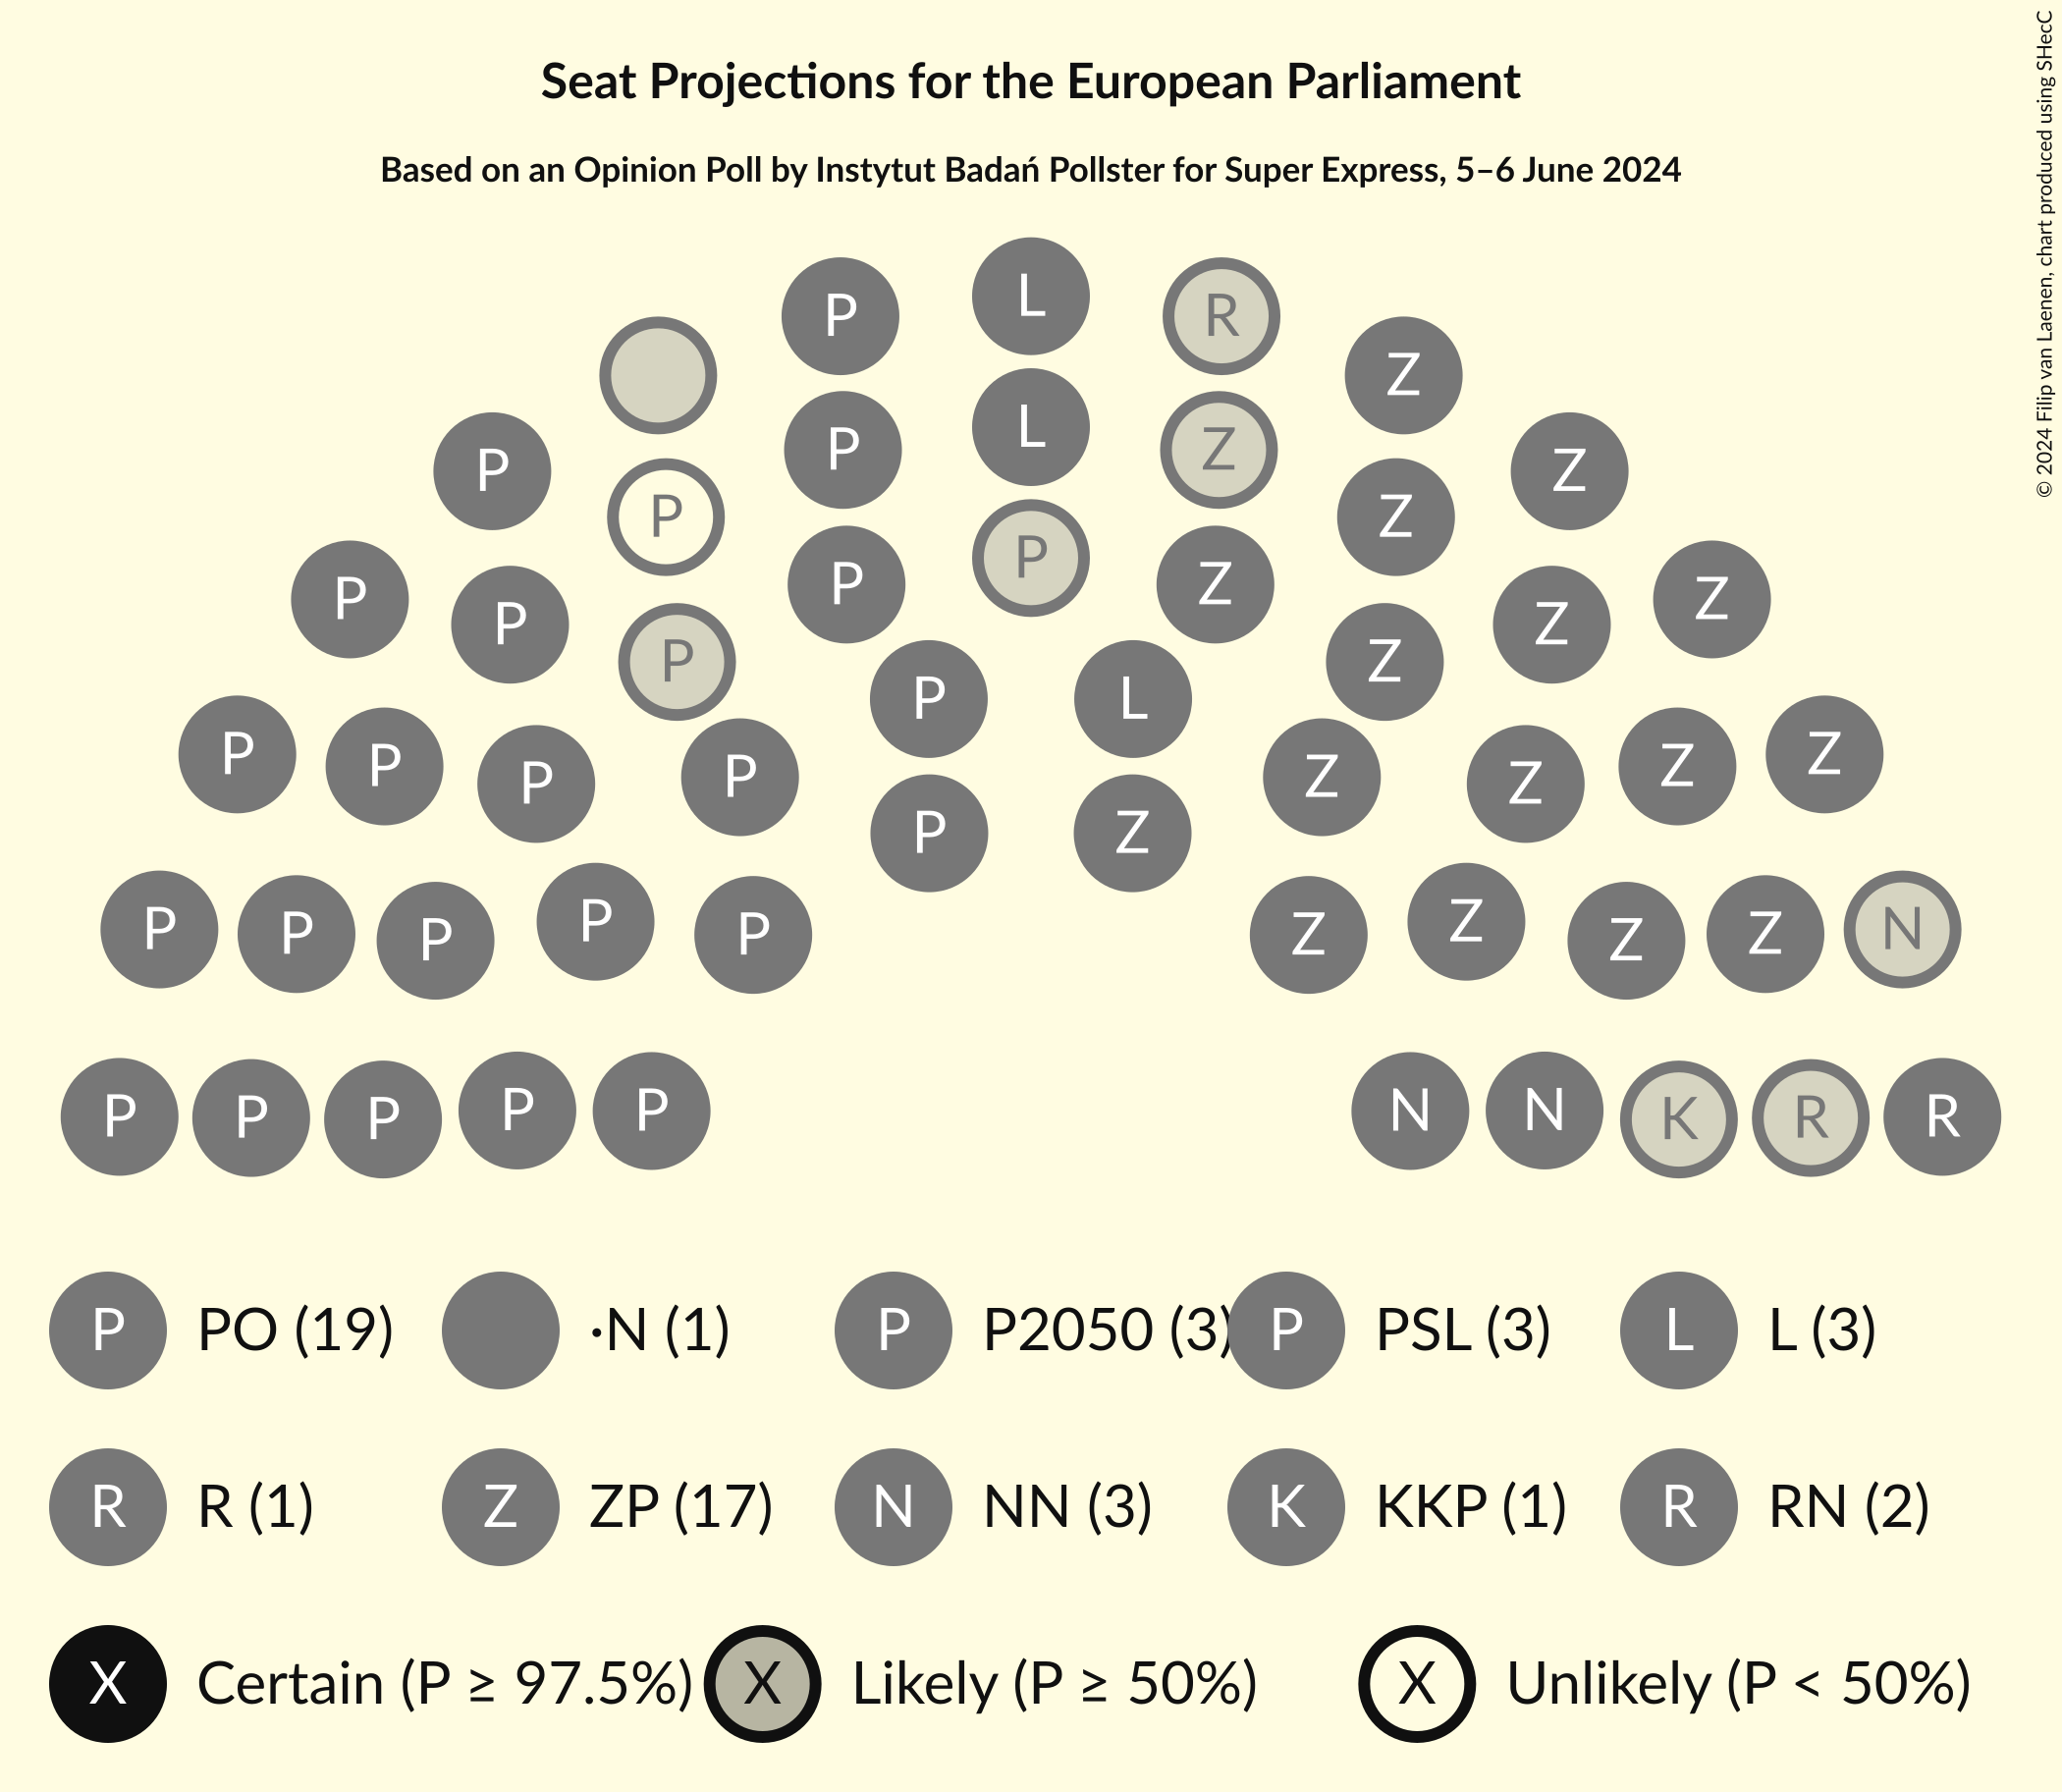 Seat Projections for the European Parliament
Based on an Opinion Poll by Instytut Badań Pollster for Super Express, 5–6 June 2024
© 2024 Filip van Laenen, chart produced using SHecC
L
P R
Z
P L Z
P Z
P Z
P P Z
P Z
P P Z
P Z
P L
P Z
P P P Z Z Z
P Z
P Z
P P P P P Z Z Z Z N
P P P P P N N K R R
P PO (19) ·N (1) P P2050 (3) P PSL (3) L L (3)
R R (1) Z ZP (17) N NN (3) K KKP (1) R RN (2)
X Certain (P ≥ 97.5%) X Likely (P ≥ 50%) X Unlikely (P < 50%)